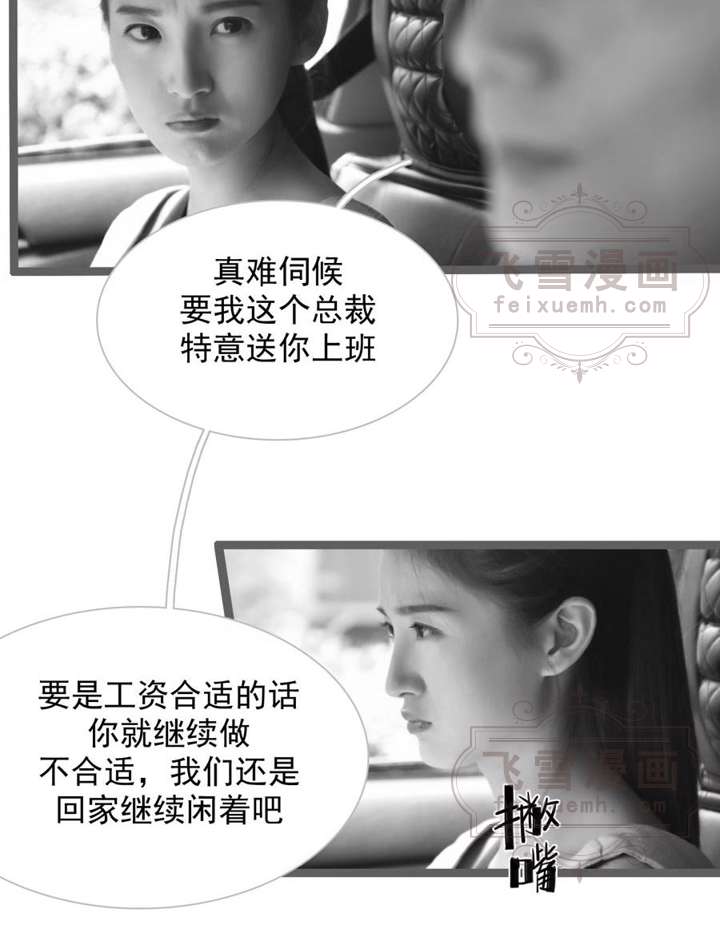 真难伺候
要我这个总裁
特意送你上班
飞雪漫画
feixuemh.com
要是工资合适的话
你就继续做
不合适，我们还是
回家继续闲着吧
飞雪漫画
feixuemh.com
撇嘴